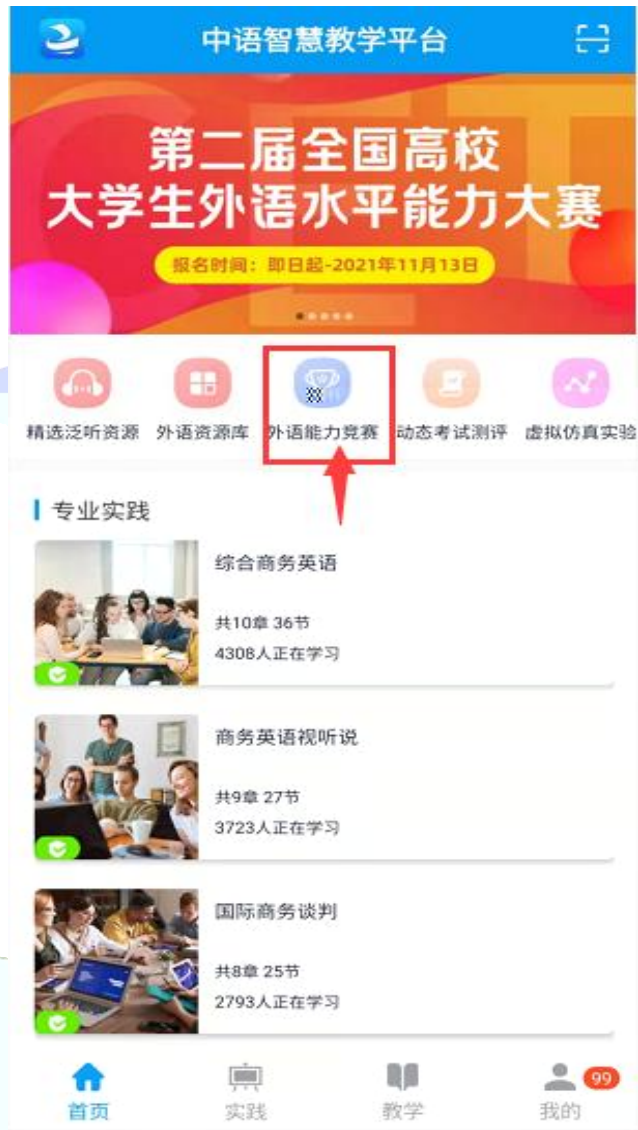 中语智慧教学平台
第二届全国高校
大学生外语水平能力大赛
报名时间：即日起-2021年11月13日
精选泛听资源 外语资源库 外语能力竞赛 动态考试测评 虚拟仿真实验
专业实践
综合商务英语
共10章 36节
4308人正在学习
商务英语视听说
共9章 27节
3723人正在学习
国际商务谈判
共8章 25节
2793人正在学习
99
首页 实践 教学 我的